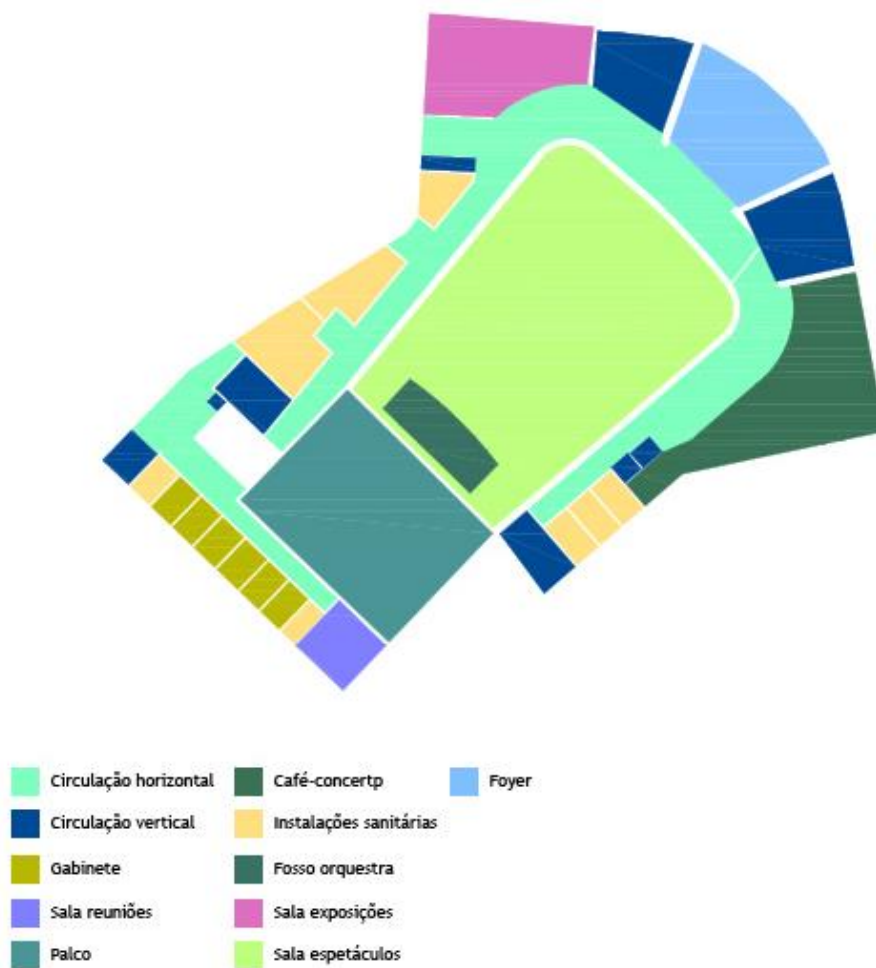 Circulação horizontal
Circulação vertical
Gabinete
Sala reuniões
Palco
Café-concertp
Instalações sanitárias
Fosso orquestra
Sala exposições
Sala espetáculos
Foyer